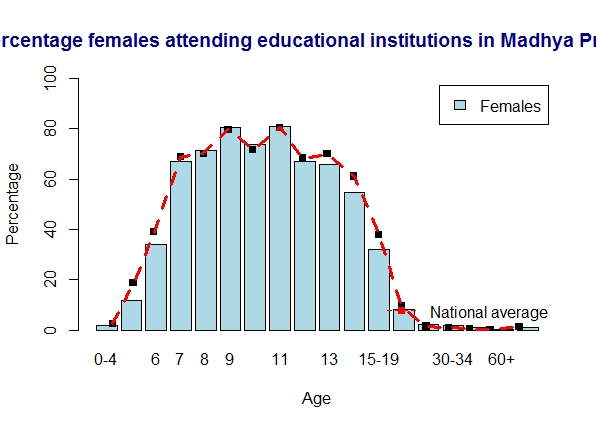 rcentage females attending educational institutions in Madhya Pr
Females
Percentage
100
80
60
40
20
0
National average
0-4 6 7 8 9 11 13 15-19 30-34 60+
Age